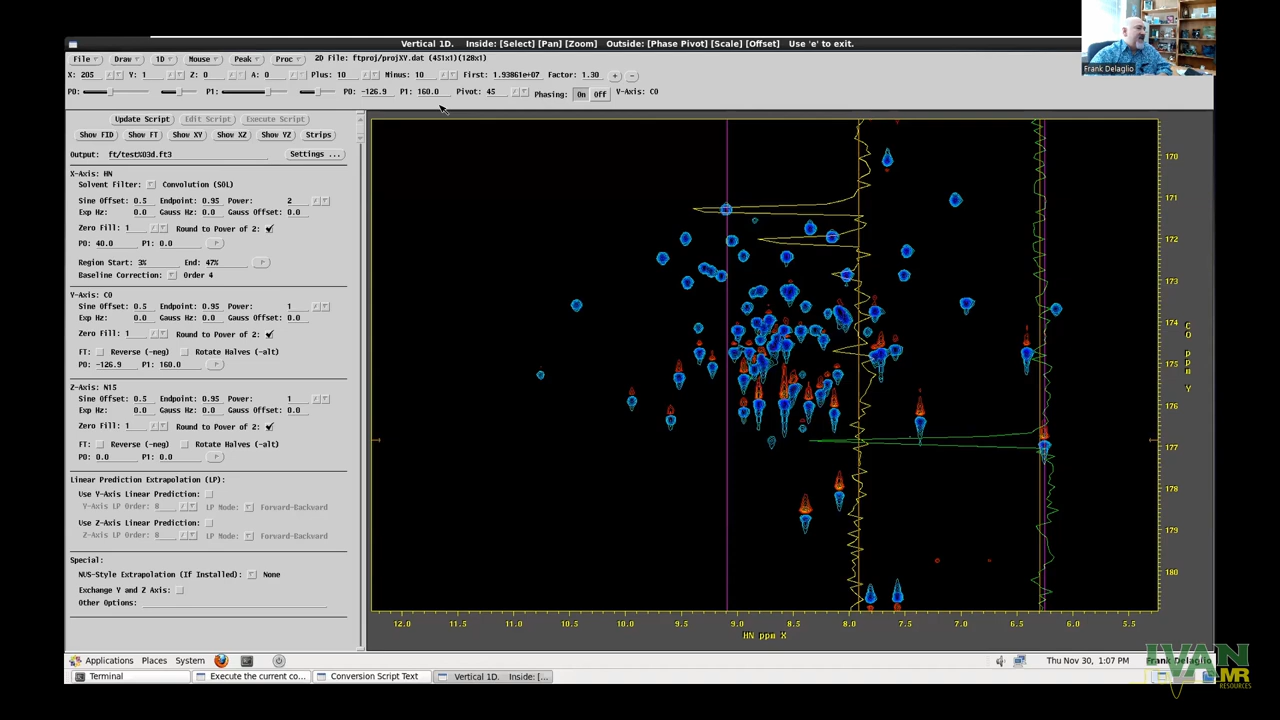 Vertical 1D. Inside: [Select] [Pan] [Zoom] Outside: [Phase Pivot] [Scale] [Offset] Use 'e' to exit.
File Draw 1D Mouse Peak Proc 2D File: ftproj/projXY.dat (451x1)(128x1)
X: 205 Y: 1 Z: 0 A: 0 Plus: 10 Minus: 10 First: 1.93861e+07 Factor: 1.30 + -
P0: P1: P0: -126.9 P1: 160.0 Pivot: 45 Phasing: On Off V-Axis: CO
Frank Delaglio
Update Script Edit Script Execute Script
Show FID Show FT Show XY Show XZ Show YZ Strips
Output: ft/test%03d.ft3 Settings ...
X-Axis: HN
Solvent Filter: Convolution (SOL)
Sine Offset: 0.5 Endpoint: 0.95 Power: 2
Exp Hz: 0.0 Gauss Hz: 0.0 Gauss Offset: 0.0
Zero Fill: 1 Round to Power of 2:
P0: 40.0 P1: 0.0
Region Start: 3% End: 47%
Baseline Correction: Order 4
Y-Axis: CO
Sine Offset: 0.5 Endpoint: 0.95 Power: 1
Exp Hz: 0.0 Gauss Hz: 0.0 Gauss Offset: 0.0
Zero Fill: 1 Round to Power of 2:
FT: Reverse (-neg) Rotate Halves (-alt)
P0: -126.9 P1: 160.0
Z-Axis: N15
Sine Offset: 0.5 Endpoint: 0.95 Power: 1
Exp Hz: 0.0 Gauss Hz: 0.0 Gauss Offset: 0.0
Zero Fill: 1 Round to Power of 2:
FT: Reverse (-neg) Rotate Halves (-alt)
P0: 0.0 P1: 0.0
Linear Prediction Extrapolation (LP):
Use Y-Axis Linear Prediction:
Y-Axis LP Order: 8 LP Mode: Forward-Backward
Use Z-Axis Linear Prediction:
Z-Axis LP Order: 8 LP Mode: Forward-Backward
Special:
NUS-Style Extrapolation (If Installed): None
Exchange Y and Z Axis:
Other Options:
170
171
172
173
174
175
176
177
178
179
180
CO ppm Y
12.0 11.0 10.0 9.5 9.0 8.5 8.0 7.5 7.0 6.5 6.0 5.5
HN ppm X
Applications Places System Thu Nov 30, 1:07 PM Frank Delaglio
Terminal Execute the current co... Conversion Script Text Vertical 1D. Inside: [...
IVAN
NMR
RESOURCES